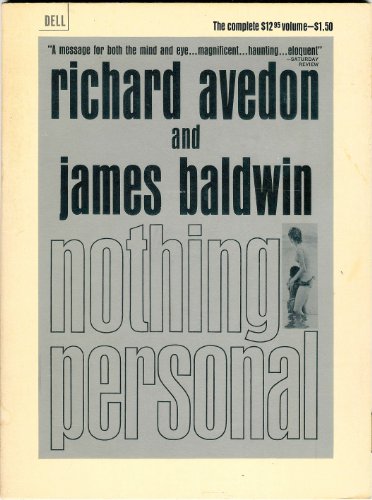 DELL
The complete $12.95 volume—$1.50
"A message for both the mind and eye...magnificent...haunting...eloquent"
—SATURDAY
REVIEW
richard avedon
and
james baldwin
nothing
personal